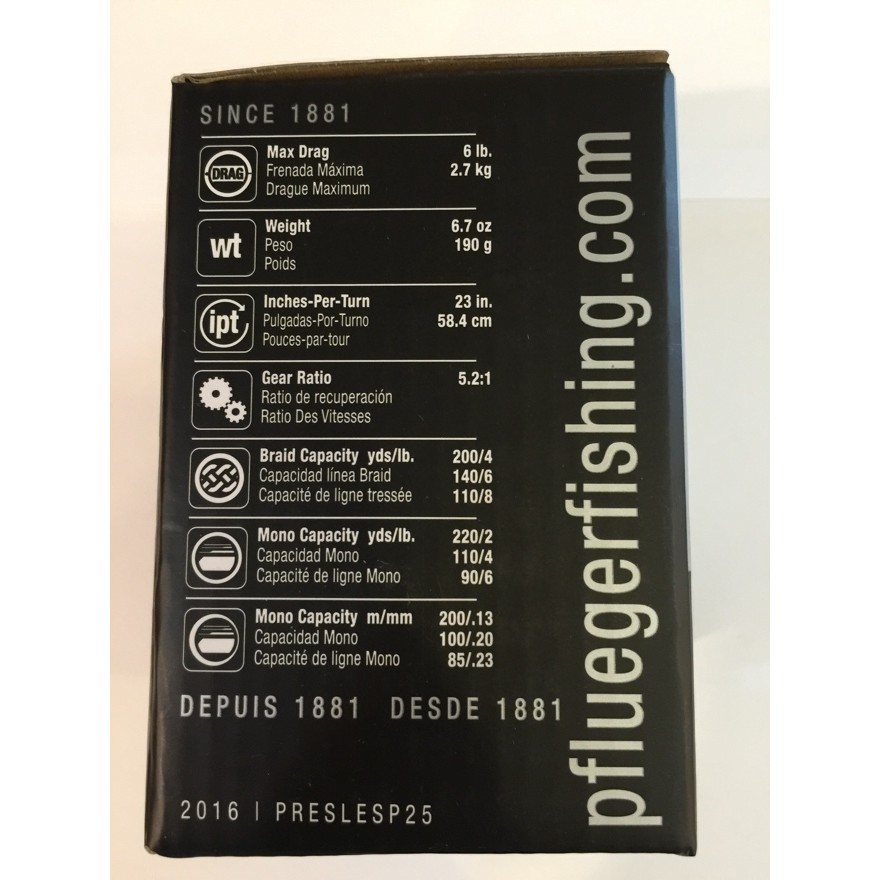 SINCE 1881
DRAG
Max Drag 6 lb.
Frenada Máxima 2.7 kg
Drague Maximum
wt
Weight 6.7 oz
Peso 190 g
Poids
ipt
Inches-Per-Turn 23 in.
Pulgadas-Por-Turno 58.4 cm
Pouces-par-tour
Gear Ratio 5.2:1
Ratio de recuperación
Ratio Des Vitesses
Braid Capacity yds/lb. 200/4
Capacidad línea Braid 140/6
Capacité de ligne tressée 110/8
Mono Capacity yds/lb. 220/2
Capacidad Mono 110/4
Capacité de ligne Mono 90/6
Mono Capacity m/mm 200/.13
Capacidad Mono 100/.20
Capacité de ligne Mono 85/.23
DEPUIS 1881 DESDE 1881
2016 | PRESLESP25
pfluegerfishing.com